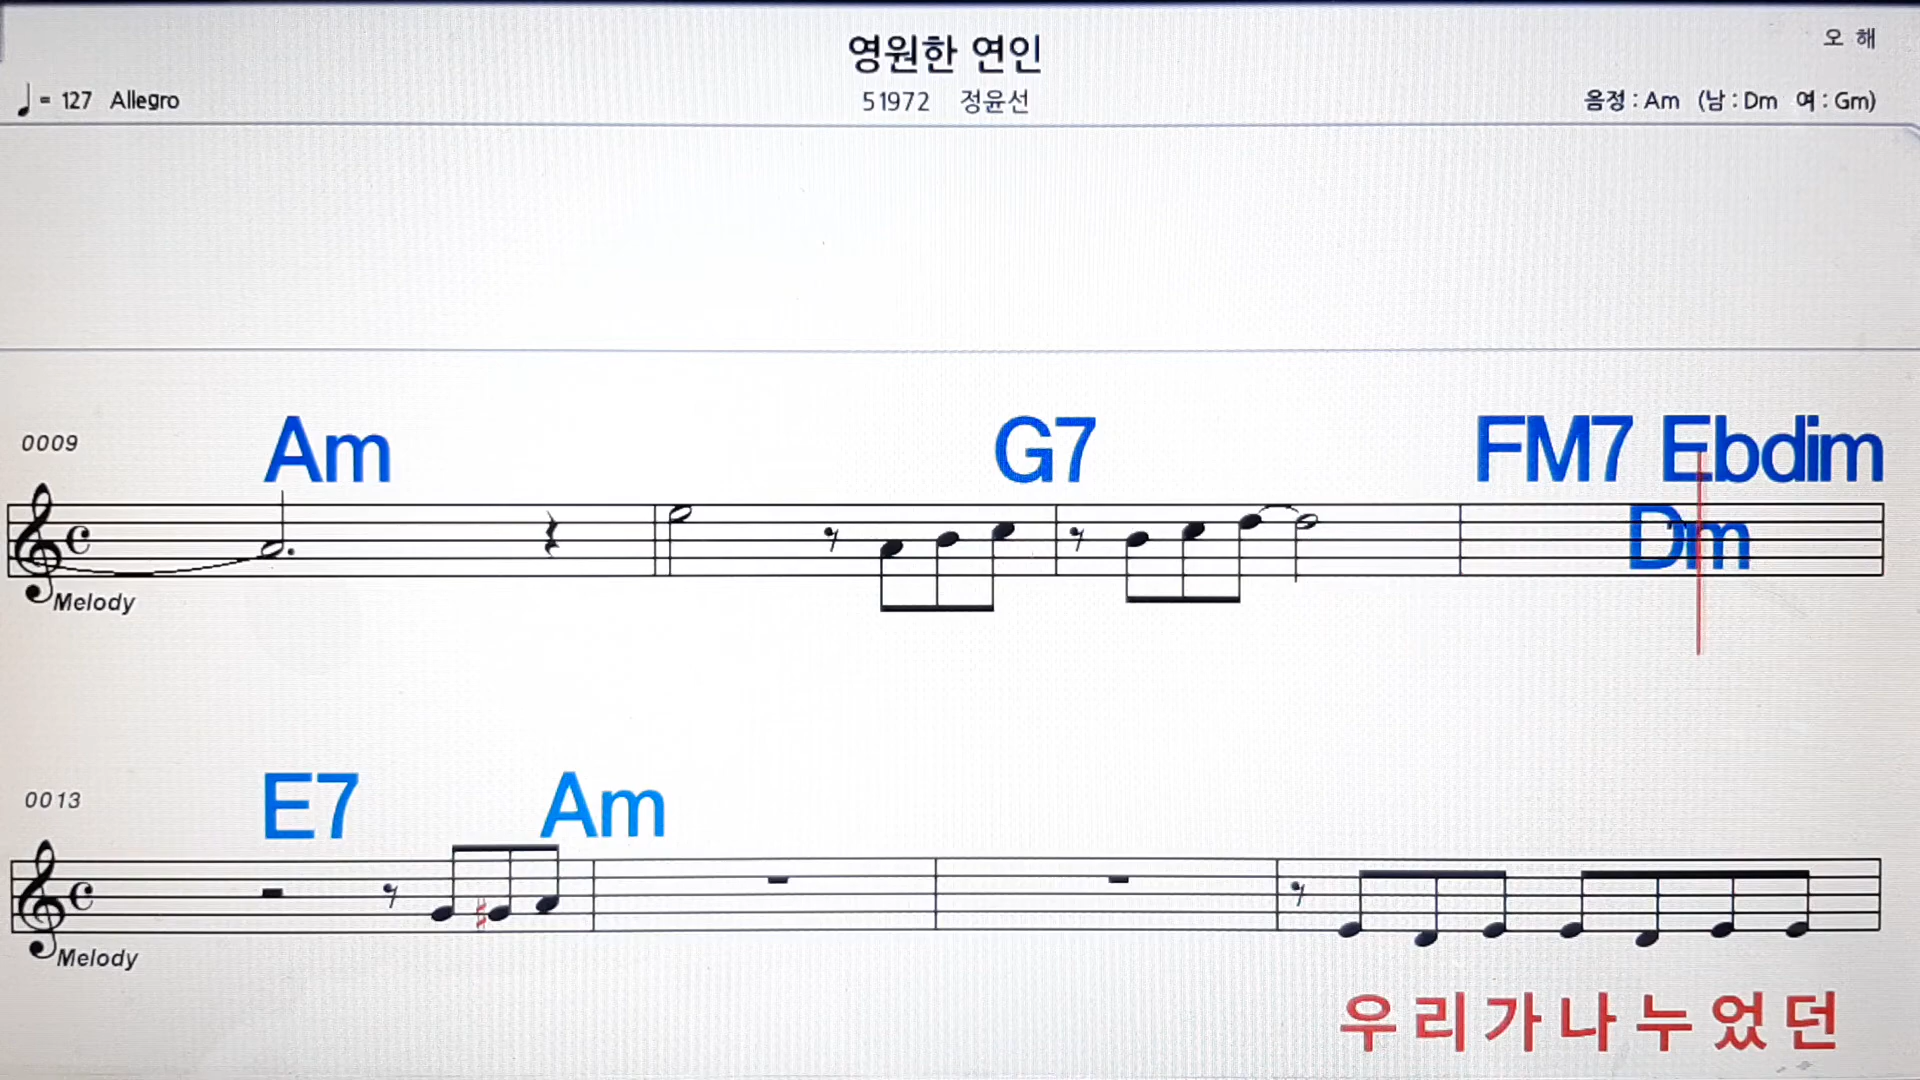 영원한 연인
오 해
♩= 127 Allegro
51972 정윤선
음정 : Am (남 : Dm 여 : Gm)
0009
Am G7 FM7 Ebdim
Dm
Melody
0013
E7 Am
Melody
우리가나누었던